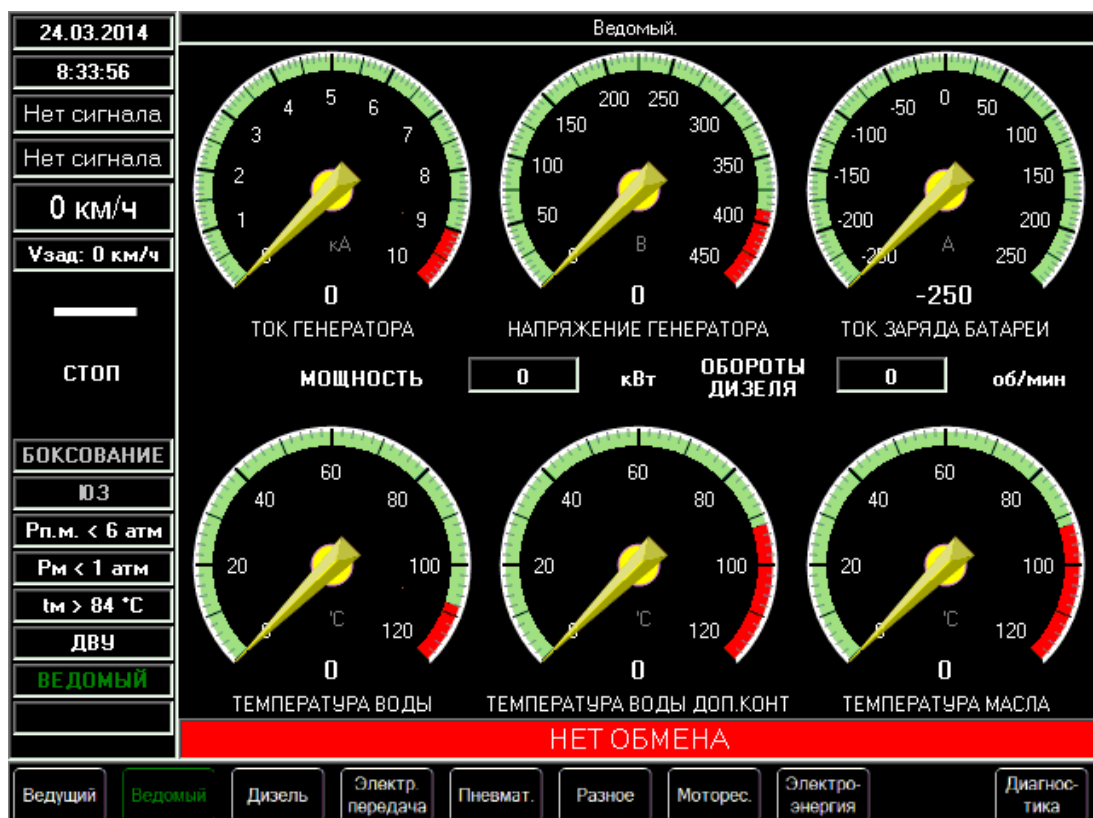 24.03.2014
8:33:56
Нет сигнала
Нет сигнала
0 км/ч
Vзад: 0 км/ч
СТОП
БОКСОВАНИЕ
ЮЗ
Рп.м. < 6 атм
Рм < 1 атм
tм > 84 °C
ДВУ
ВЕДОМЫЙ
Ведомый.
0 1 2 3 4 5 6 7 8 9 10
кА
0
ТОК ГЕНЕРАТОРА
0 50 100 150 200 250 300 350 400 450
В
0
НАПРЯЖЕНИЕ ГЕНЕРАТОРА
-250 -200 -150 -100 -50 0 50 100 150 200 250
А
-250
ТОК ЗАРЯДА БАТАРЕИ
МОЩНОСТЬ 0 кВт
ОБОРОТЫ
ДИЗЕЛЯ 0 об/мин
0 20 40 60 80 100 120
°C
0
ТЕМПЕРАТУРА ВОДЫ
0 20 40 60 80 100 120
°C
0
ТЕМПЕРАТУРА ВОДЫ ДОП.КОНТ
0 20 40 60 80 100 120
°C
0
ТЕМПЕРАТУРА МАСЛА
НЕТ ОБМЕНА
Ведущий
Ведомый
Дизель
Электр.
передача
Пневмат.
Разное
Моторес.
Электро-
энергия
Диагнос-
тика